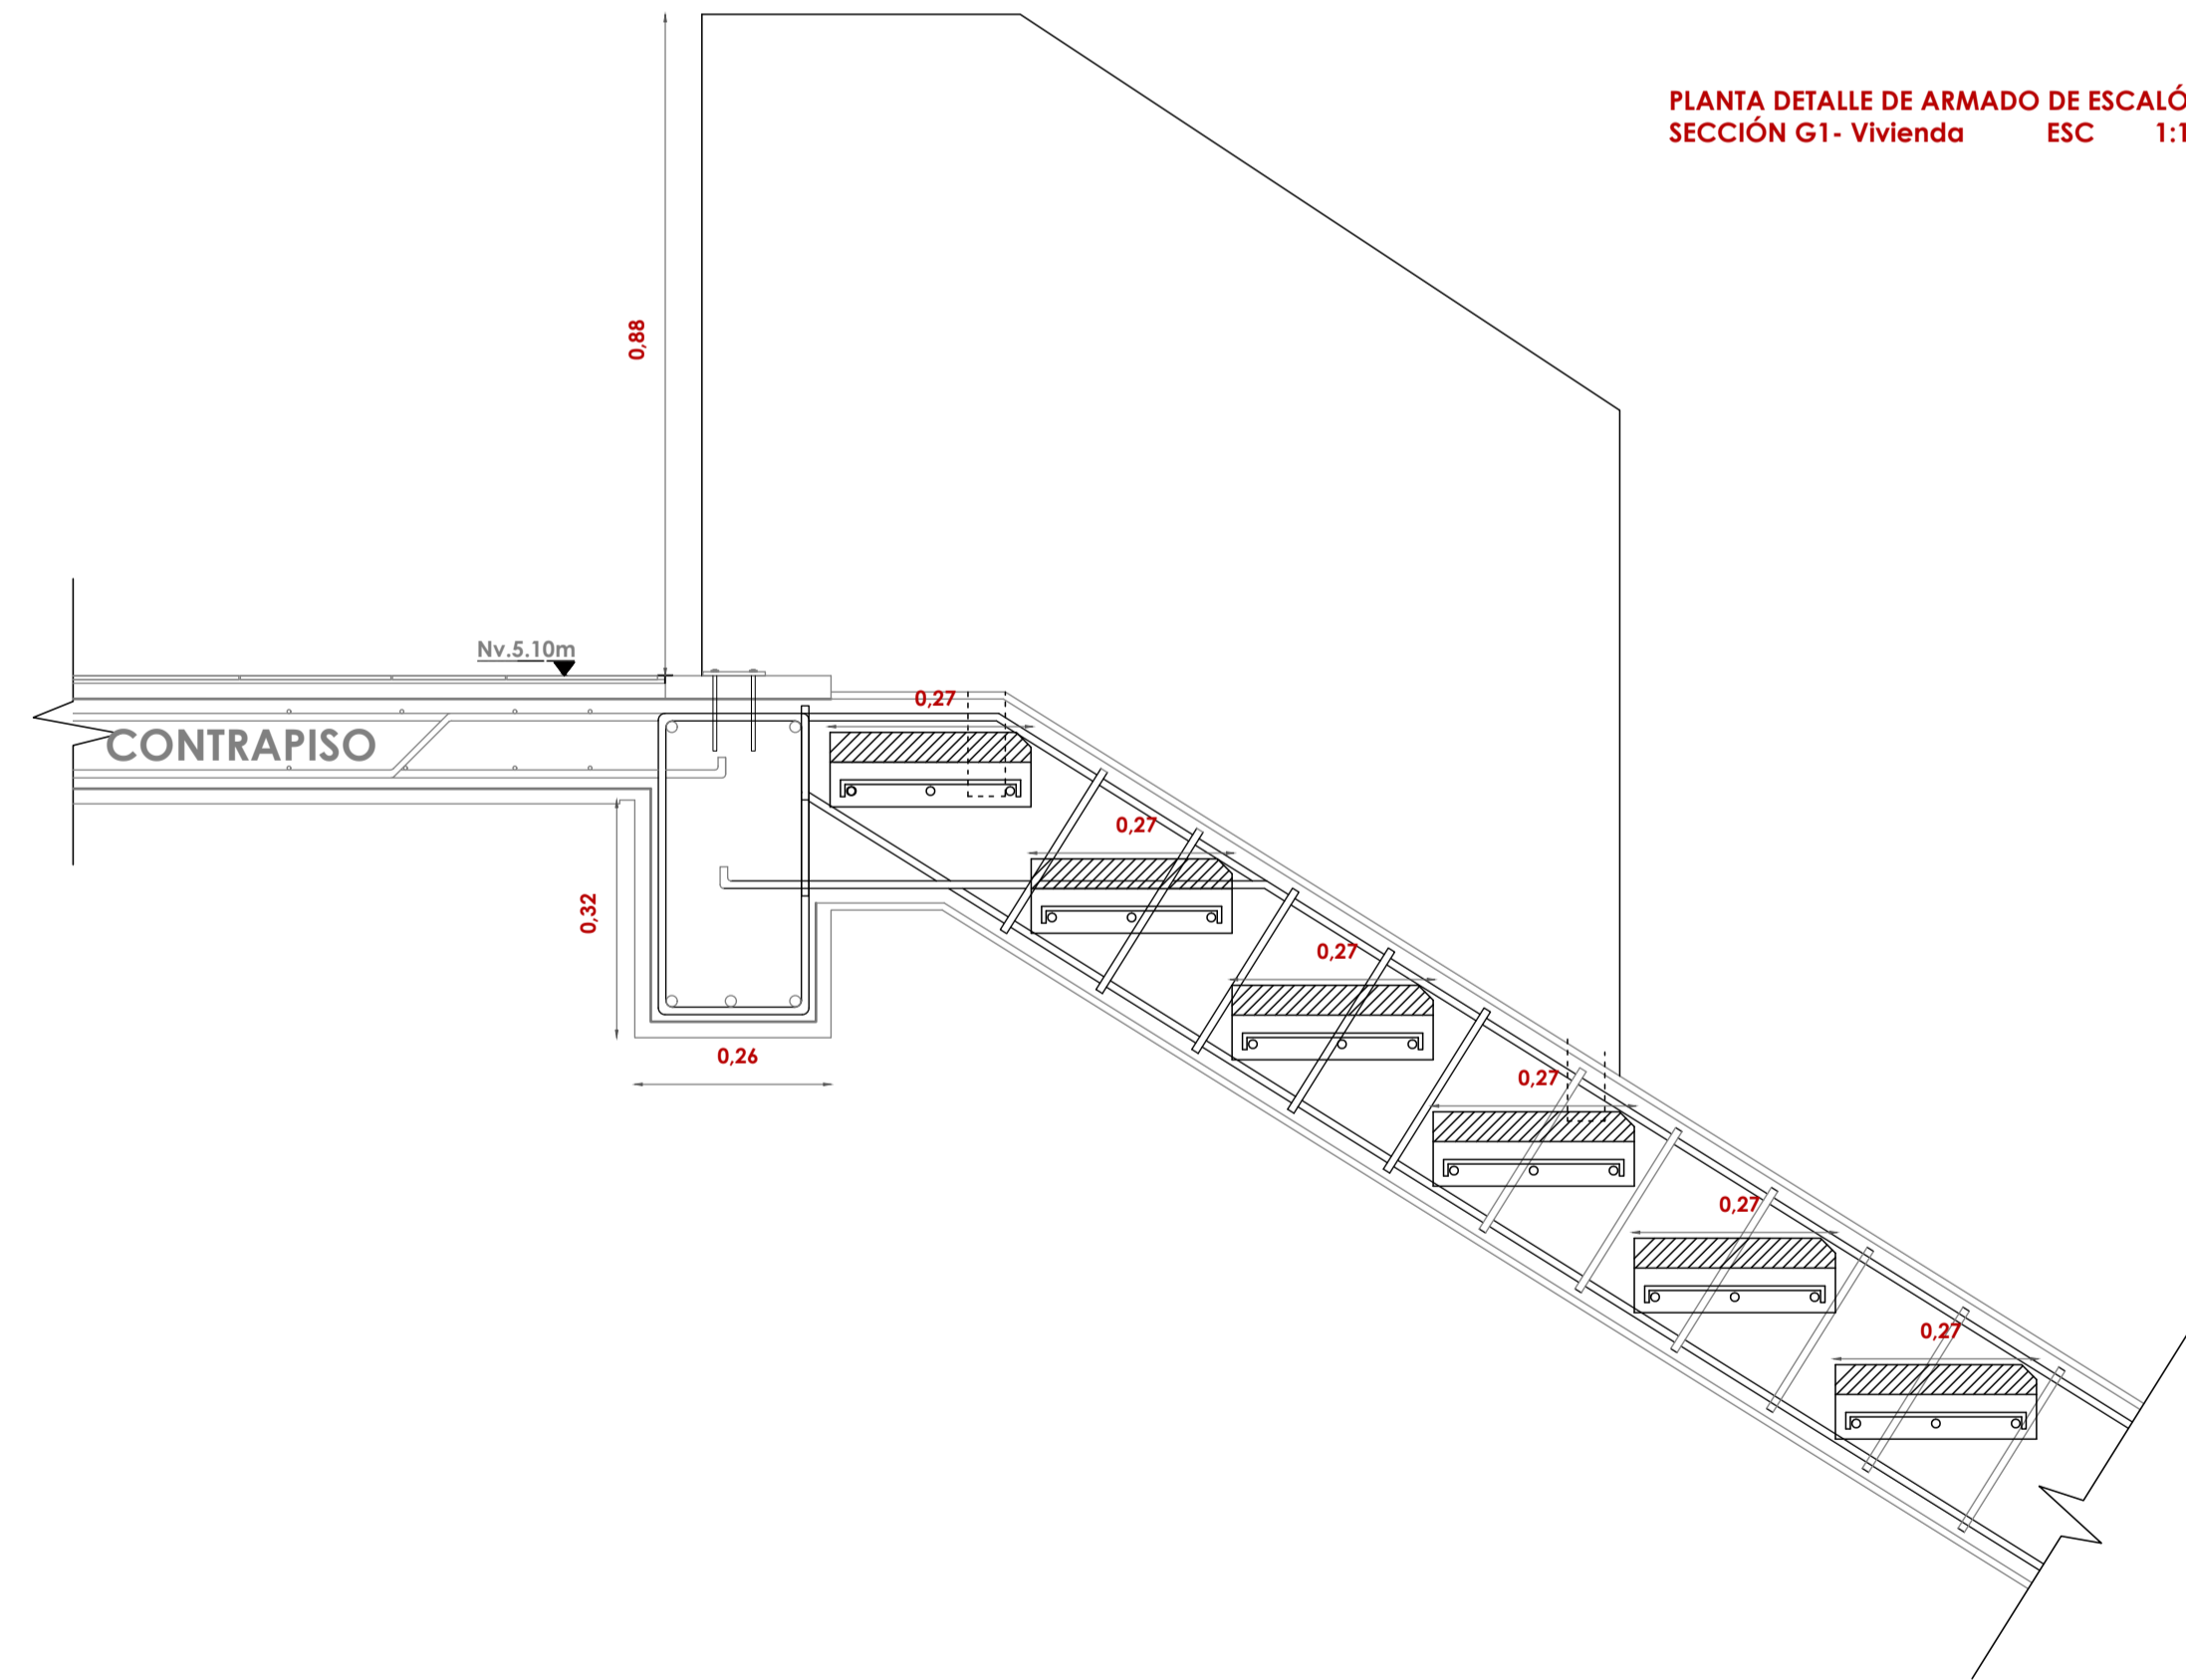 PLANTA DETALLE DE ARMADO DE ESCALÓ
SECCIÓN G1- Vivienda ESC 1:1
0,88
Nv.5.10m
0,27
CONTRAPISO
0,27
0,32
0,27
0,26
0,27
0,27
0,27